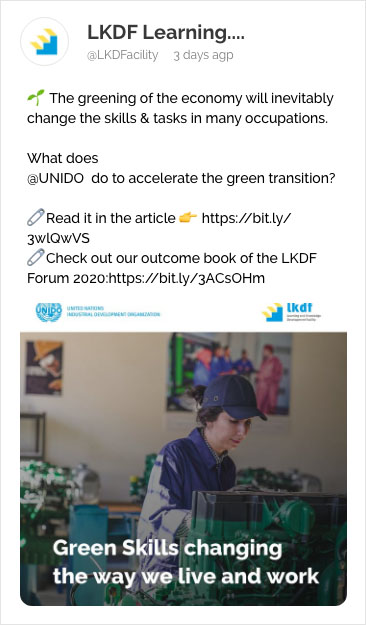 LKDF Learning....
@LKDFacility 3 days ago
🌱 The greening of the economy will inevitably
change the skills & tasks in many occupations.
What does
@UNIDO do to accelerate the green transition?
🔗Read it in the article 👉 https://bit.ly/
3wlQwVS
🔗Check out our outcome book of the LKDF
Forum 2020:https://bit.ly/3ACsOHm
UNIDO
UNITED NATIONS
INDUSTRIAL DEVELOPMENT ORGANIZATION
lkdf
Learning and Knowledge
Development Facility
Green Skills changing
the way we live and work